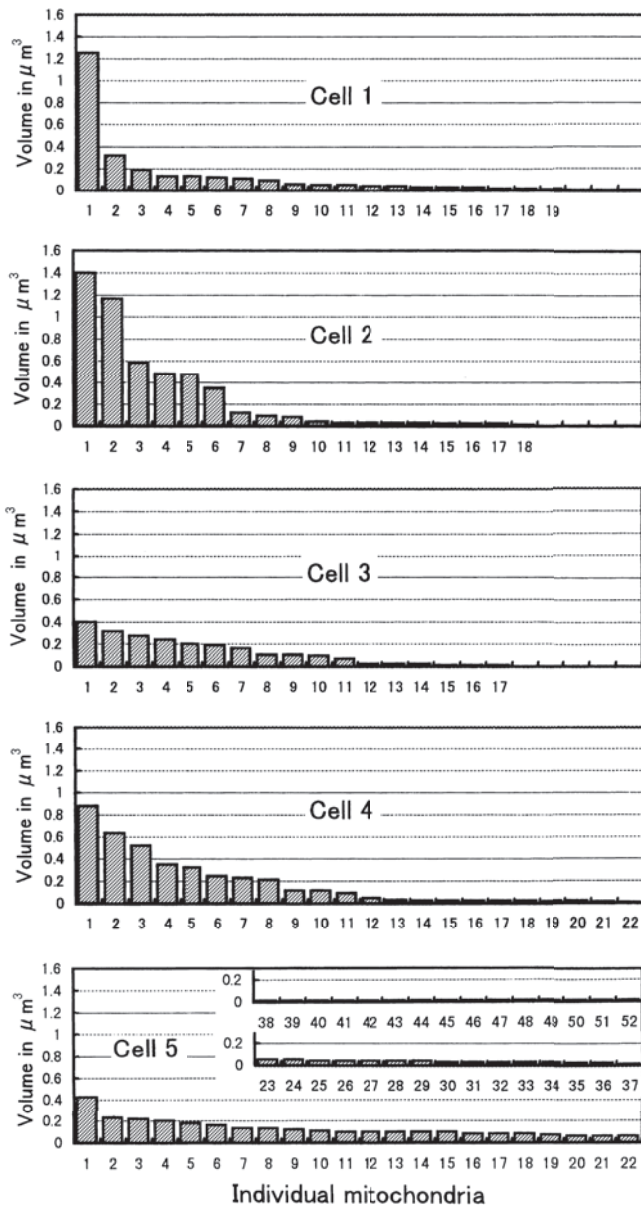 Volume in μm³
1.6
1.4
1.2
1
0.8
0.6
0.4
0.2
0
Cell 1
1 2 3 4 5 6 7 8 9 10 11 12 13 14 15 16 17 18 19
Volume in μm³
1.6
1.4
1.2
1
0.8
0.6
0.4
0.2
0
Cell 2
1 2 3 4 5 6 7 8 9 10 11 12 13 14 15 16 17 18
Volume in μm³
1.6
1.4
1.2
1
0.8
0.6
0.4
0.2
0
Cell 3
1 2 3 4 5 6 7 8 9 10 11 12 13 14 15 16 17
Volume in μm³
1.6
1.4
1.2
1
0.8
0.6
0.4
0.2
0
Cell 4
1 2 3 4 5 6 7 8 9 10 11 12 13 14 15 16 17 18 19 20 21 22
Volume in μm³
1.6
1.4
1.2
1
0.8
0.6
0.4
0.2
0
Cell 5
0.2
0
38 39 40 41 42 43 44 45 46 47 48 49 50 51 52
0.2
0
23 24 25 26 27 28 29 30 31 32 33 34 35 36 37
1 2 3 4 5 6 7 8 9 10 11 12 13 14 15 16 17 18 19 20 21 22
Individual mitochondria